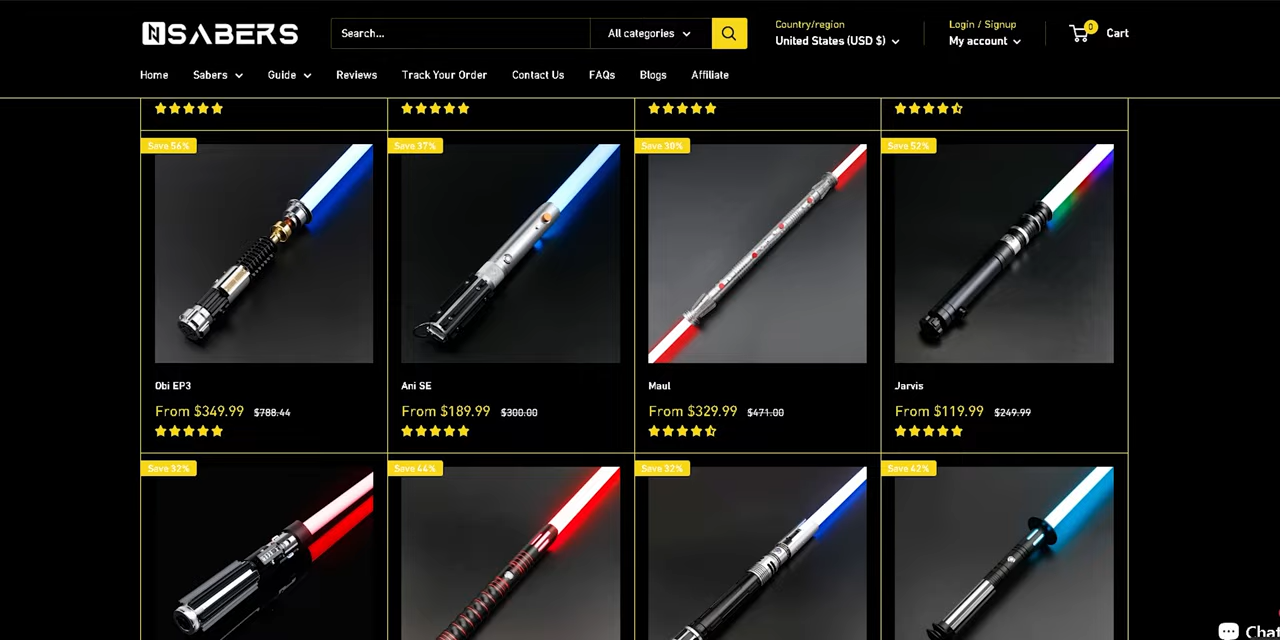 NSABERS
Search...
All categories
Country/region
United States (USD $)
Login / Signup
My account
0
Cart
Home
Sabers
Guide
Reviews
Track Your Order
Contact Us
FAQs
Blogs
Affiliate
Save 56%
Save 37%
Save 30%
Save 52%
Obi EP3
Ani SE
Maul
Jarvis
From $349.99 $788.44
From $189.99 $300.00
From $329.99 $471.00
From $119.99 $249.99
Save 32%
Save 44%
Save 32%
Save 42%
Chat